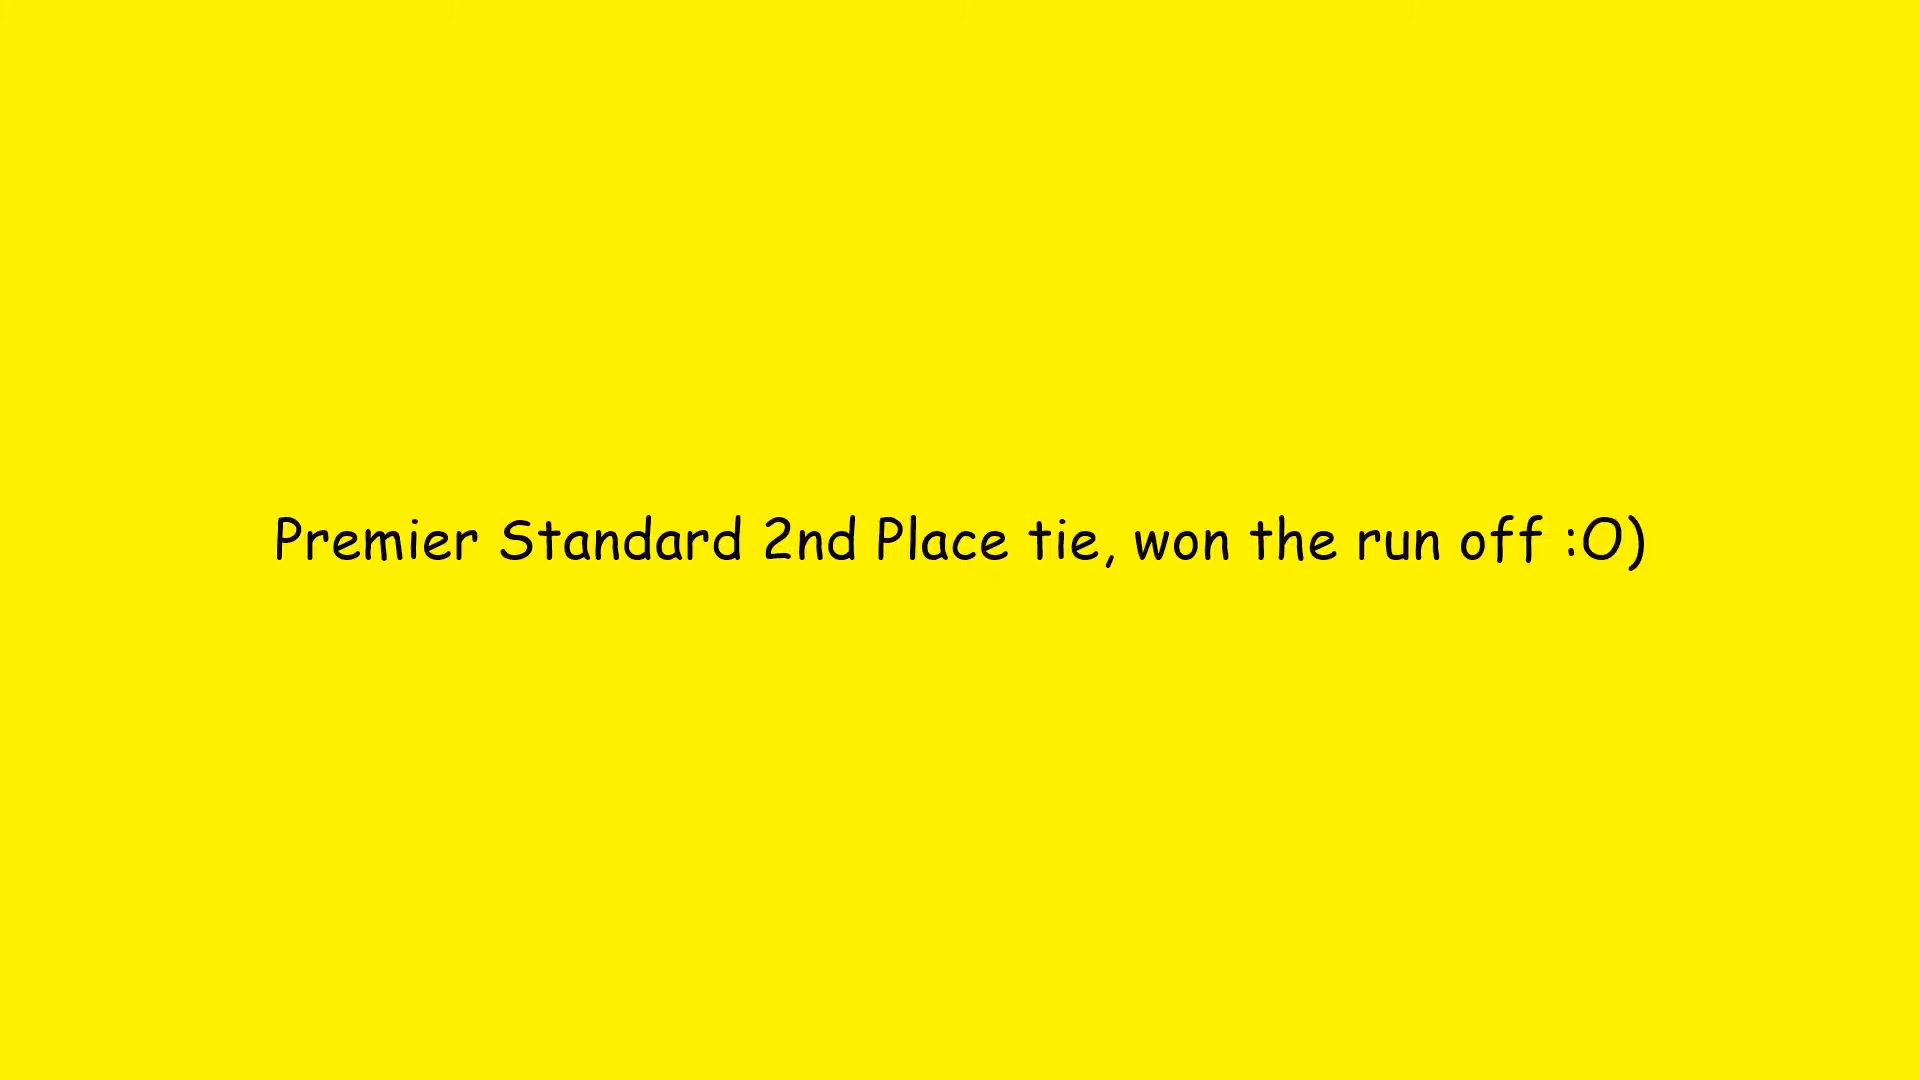 Premier Standard 2nd Place tie, won the run off :O)